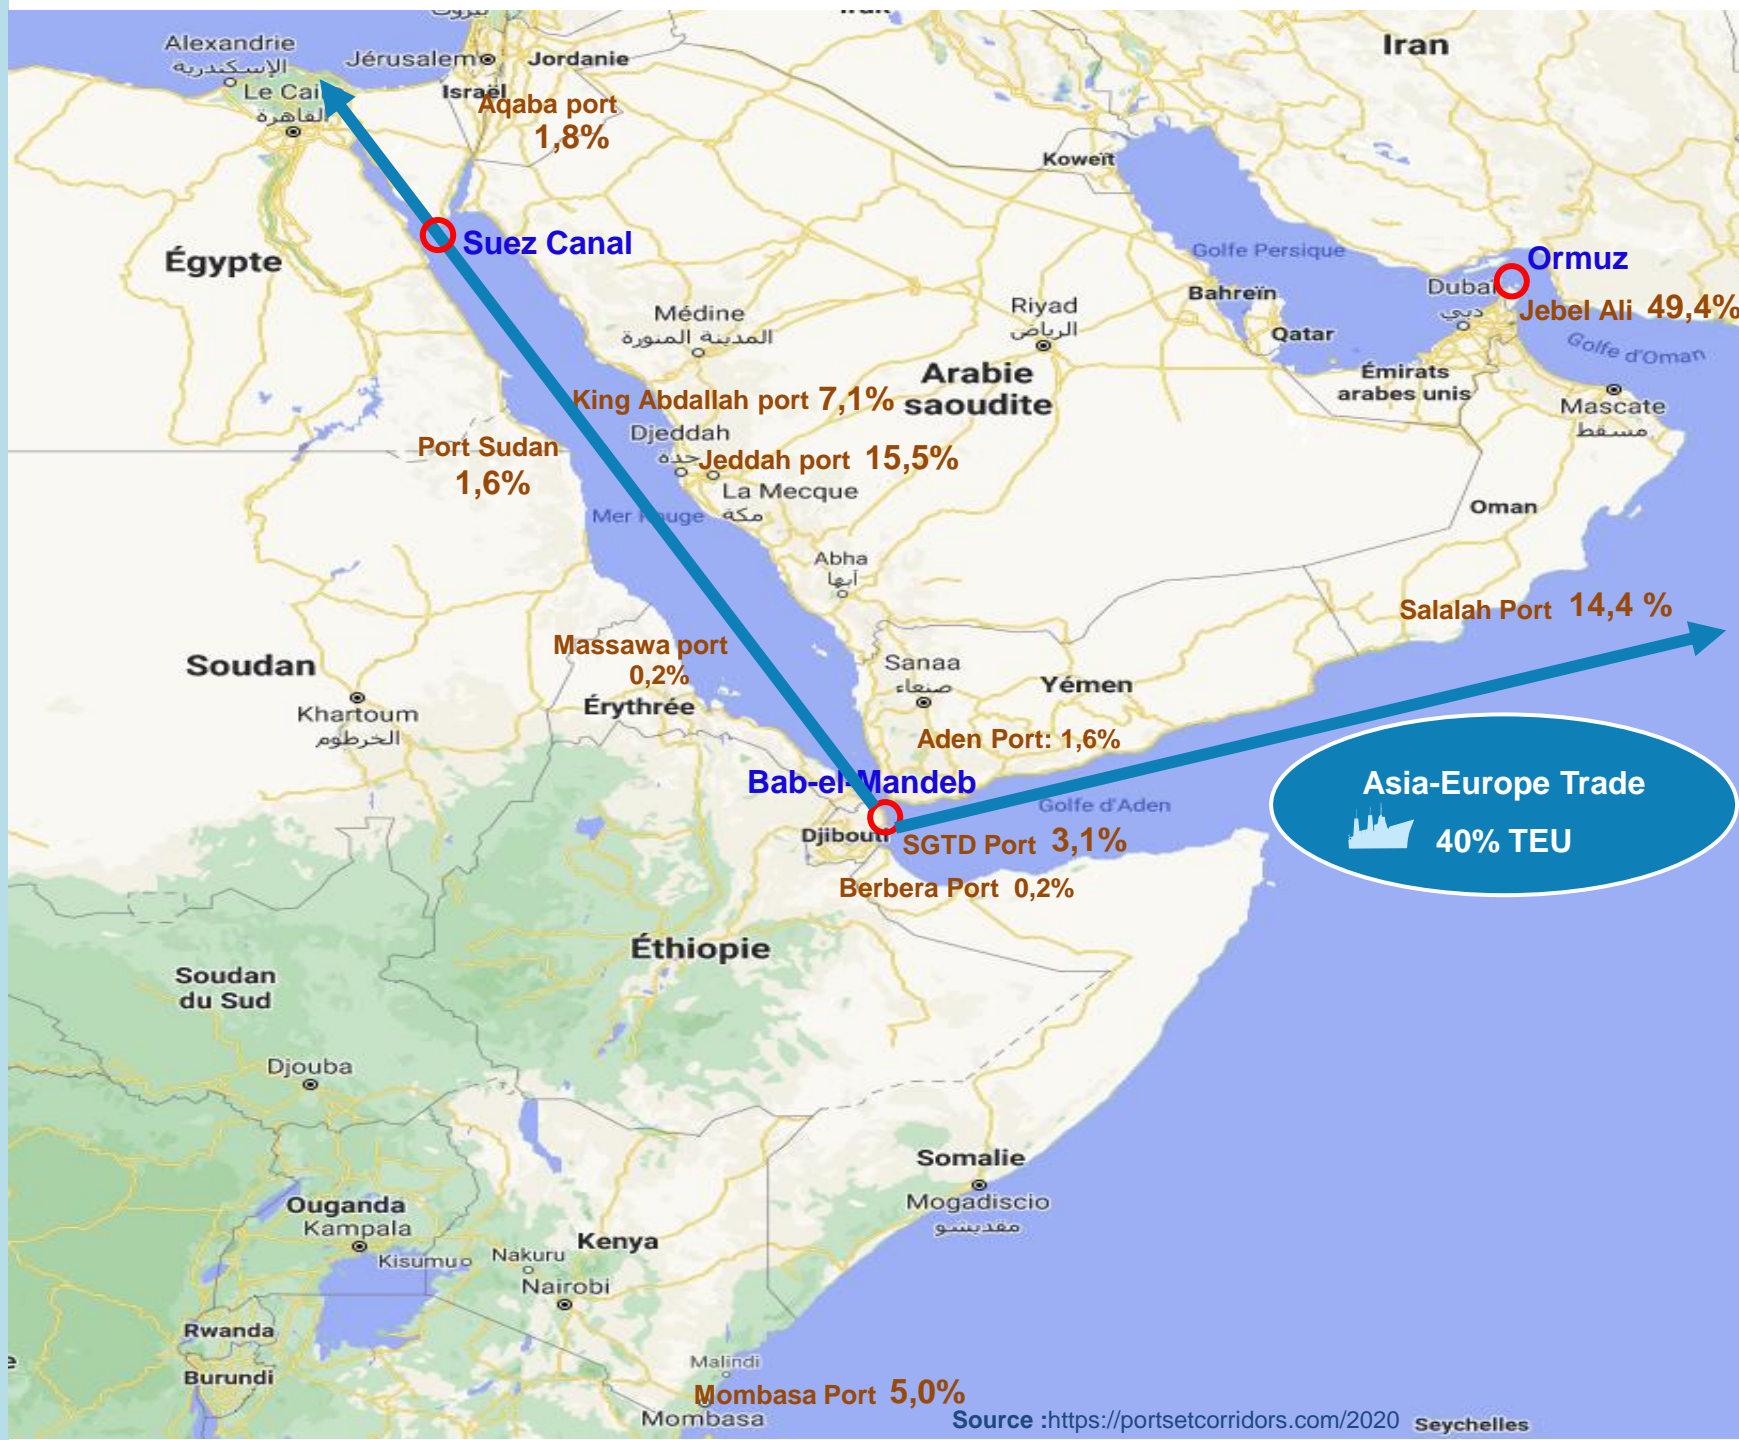 Alexandrie
الإسكندرية
Jérusalem
Jordanie
Iran
Le Cai
القاهرة
Israël
Aqaba port
1,8%
Koweït
Égypte
Suez Canal
Golfe Persique
Ormuz
Dubaï
دبي
Jebel Ali 49,4%
Bahreïn
Qatar
Golfe d'Oman
Médine
المدينة المنورة
Riyad
الرياض
Émirats
arabes unis
Mascate
مسقط
King Abdallah port 7,1%
Arabie
saoudite
Port Sudan
1,6%
Djeddah
جدة
Jeddah port 15,5%
La Mecque
مكة
Mer Rouge
Oman
Abha
أبها
Salalah Port 14,4 %
Massawa port
0,2%
Érythrée
Soudan
Khartoum
الخرطوم
Sanaa
صنعاء
Yémen
Aden Port: 1,6%
Bab-el-Mandeb
Golfe d'Aden
Djibouti
SGTD Port 3,1%
Berbera Port 0,2%
Asia-Europe Trade
40% TEU
Éthiopie
Soudan
du Sud
Djouba
Somalie
Mogadiscio
مقديشو
Ouganda
Kampala
Kisumu
Nakuru
Kenya
Nairobi
Rwanda
Burundi
Malindi
Mombasa Port 5,0%
Mombasa
Source :https://portsetcorridors.com/2020
Seychelles